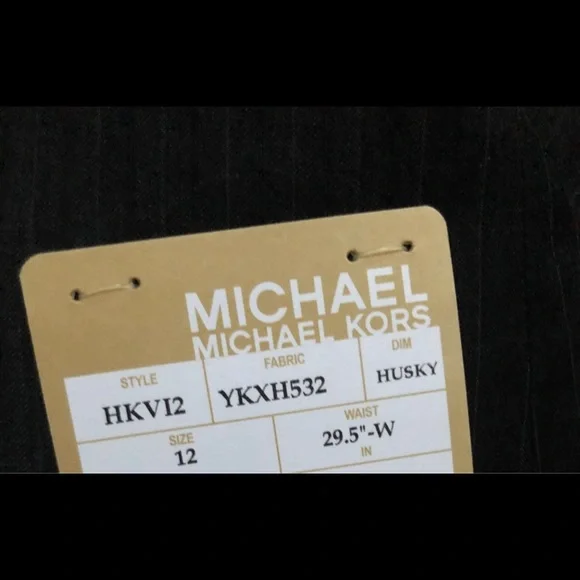 MICHAEL
MICHAEL KORS
STYLE FABRIC DIM
HKVI2 YKXH532 HUSKY
SIZE WAIST
12 29.5"-W
IN